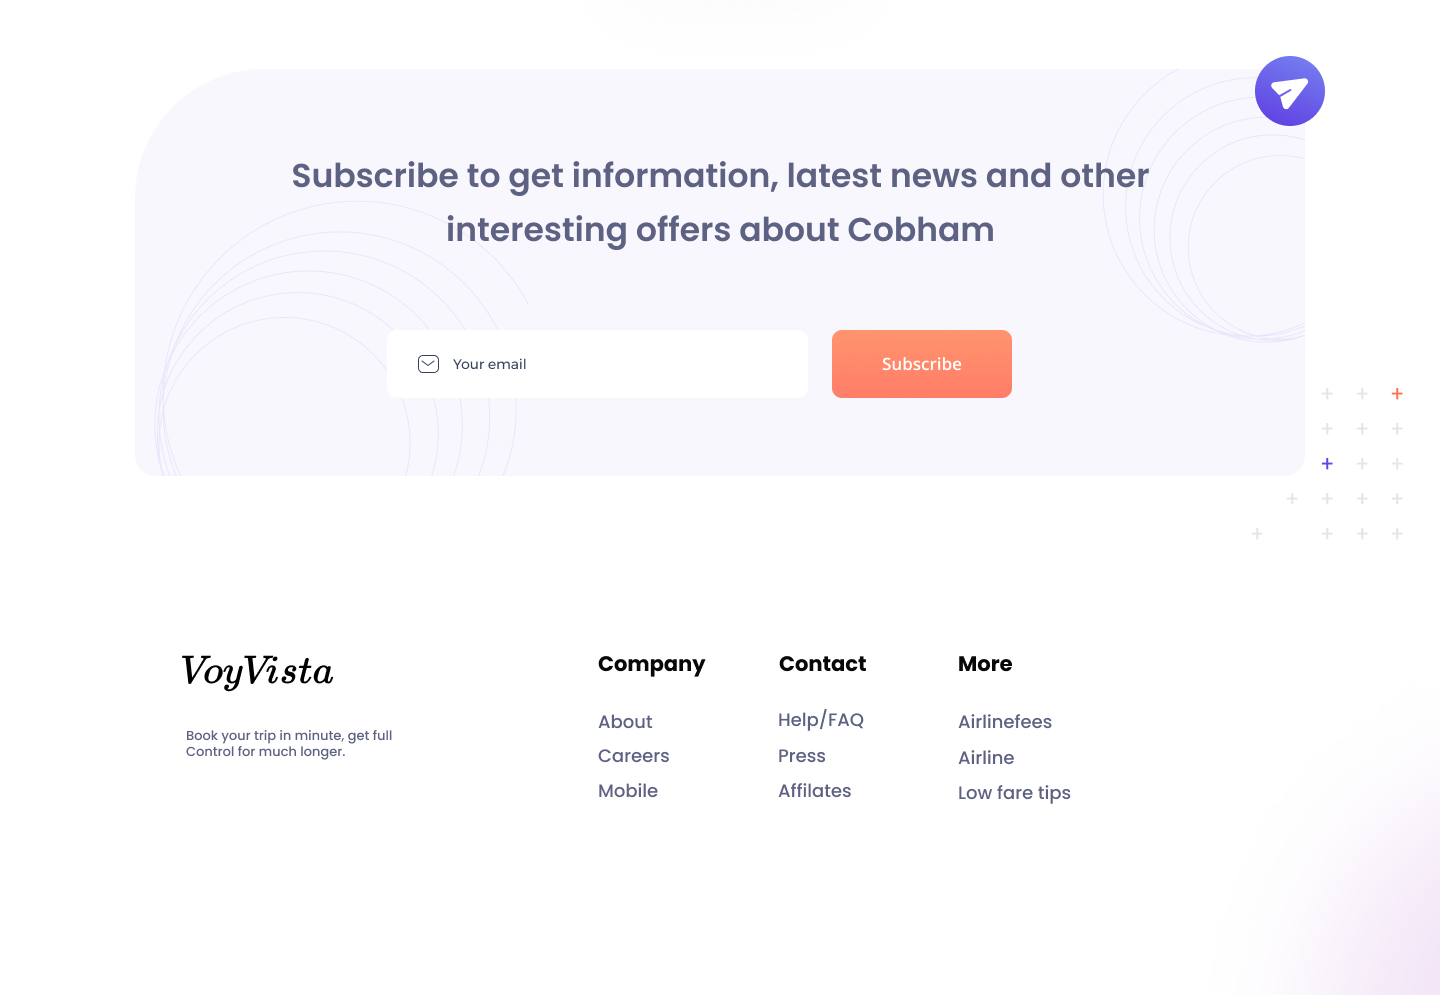 Subscribe to get information, latest news and other
interesting offers about Cobham
Your email
Subscribe
VoyVista
Book your trip in minute, get full
Control for much longer.
Company
About
Careers
Mobile
Contact
Help/FAQ
Press
Affilates
More
Airlinefees
Airline
Low fare tips